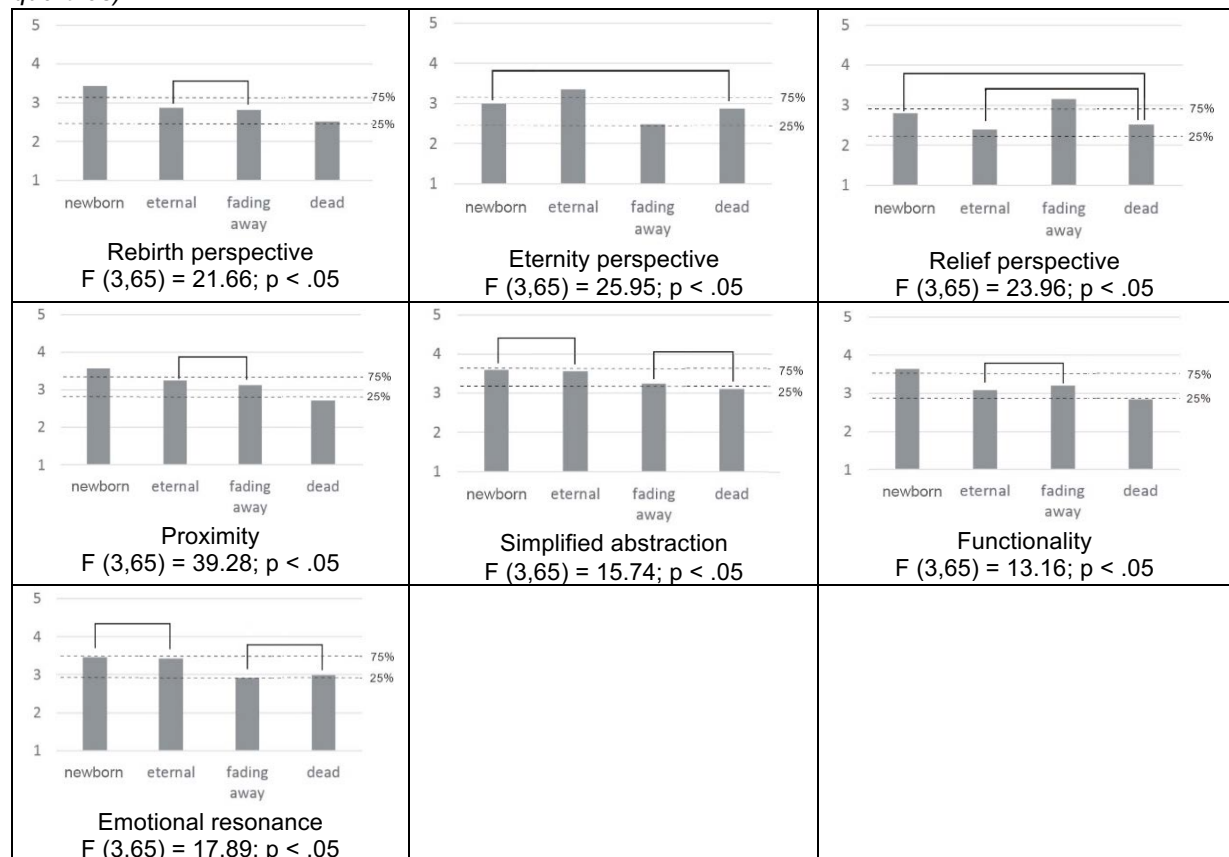 5
4
3
2
1
75%
25%
newborn eternal fading away dead
Rebirth perspective
F (3,65) = 21.66; p < .05
5
4
3
2
1
75%
25%
newborn eternal fading away dead
Eternity perspective
F (3,65) = 25.95; p < .05
5
4
3
2
1
75%
25%
newborn eternal fading away dead
Relief perspective
F (3,65) = 23.96; p < .05
5
4
3
2
1
75%
25%
newborn eternal fading away dead
Proximity
F (3,65) = 39.28; p < .05
5
4
3
2
1
75%
25%
newborn eternal fading away dead
Simplified abstraction
F (3,65) = 15.74; p < .05
5
4
3
2
1
75%
25%
newborn eternal fading away dead
Functionality
F (3,65) = 13.16; p < .05
5
4
3
2
1
75%
25%
newborn eternal fading away dead
Emotional resonance
F (3,65) = 17.89; p < .05